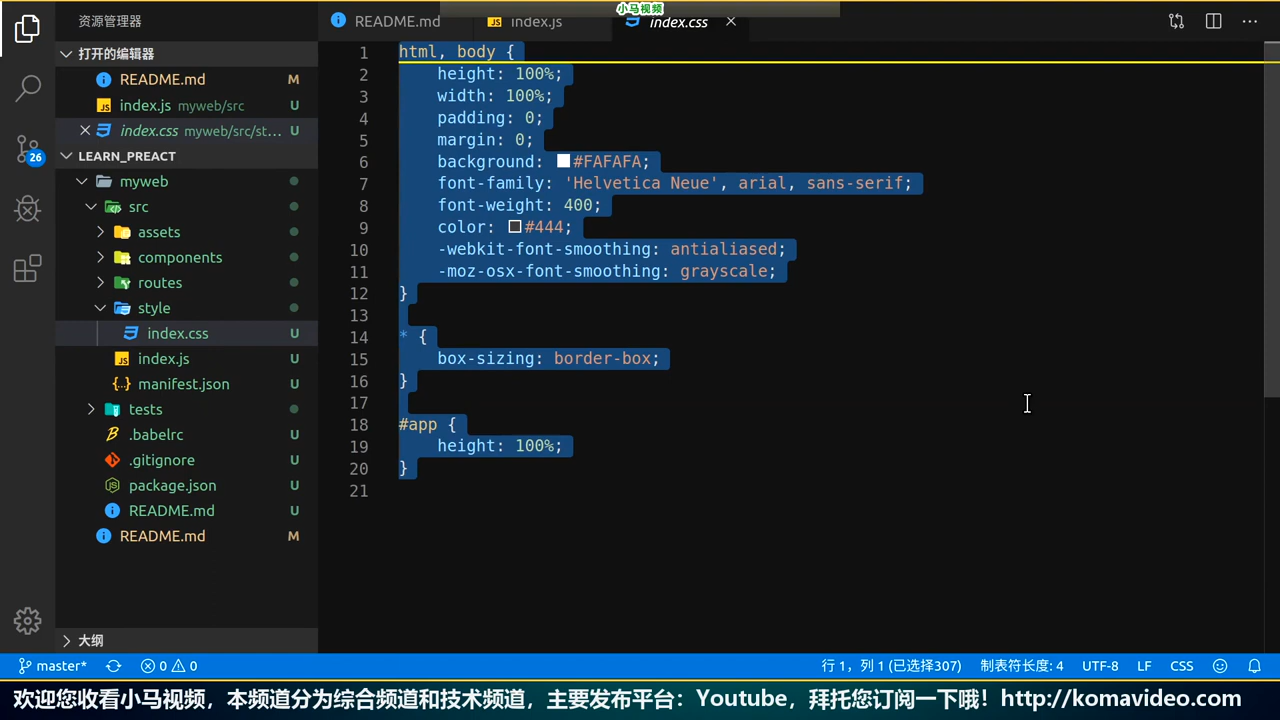 小马视频
资源管理器
README.md
index.js
index.css
打开的编辑器
README.md M
index.js myweb/src U
index.css myweb/src/st... U
LEARN_PREACT
myweb
src
assets
components
routes
style
index.css U
index.js U
manifest.json U
tests
.babelrc U
.gitignore U
package.json U
README.md U
README.md M
大纲
26
1 html, body {
2 height: 100%;
3 width: 100%;
4 padding: 0;
5 margin: 0;
6 background: #FAFAFA;
7 font-family: 'Helvetica Neue', arial, sans-serif;
8 font-weight: 400;
9 color: #444;
10 -webkit-font-smoothing: antialiased;
11 -moz-osx-font-smoothing: grayscale;
12 }
13
14 * {
15 box-sizing: border-box;
16 }
17
18 #app {
19 height: 100%;
20 }
21
master* 0 0 行 1，列 1 (已选择307) 制表符长度: 4 UTF-8 LF CSS
欢迎您收看小马视频，本频道分为综合频道和技术频道，主要发布平台：Youtube，拜托您订阅一下哦！http://komavideo.com